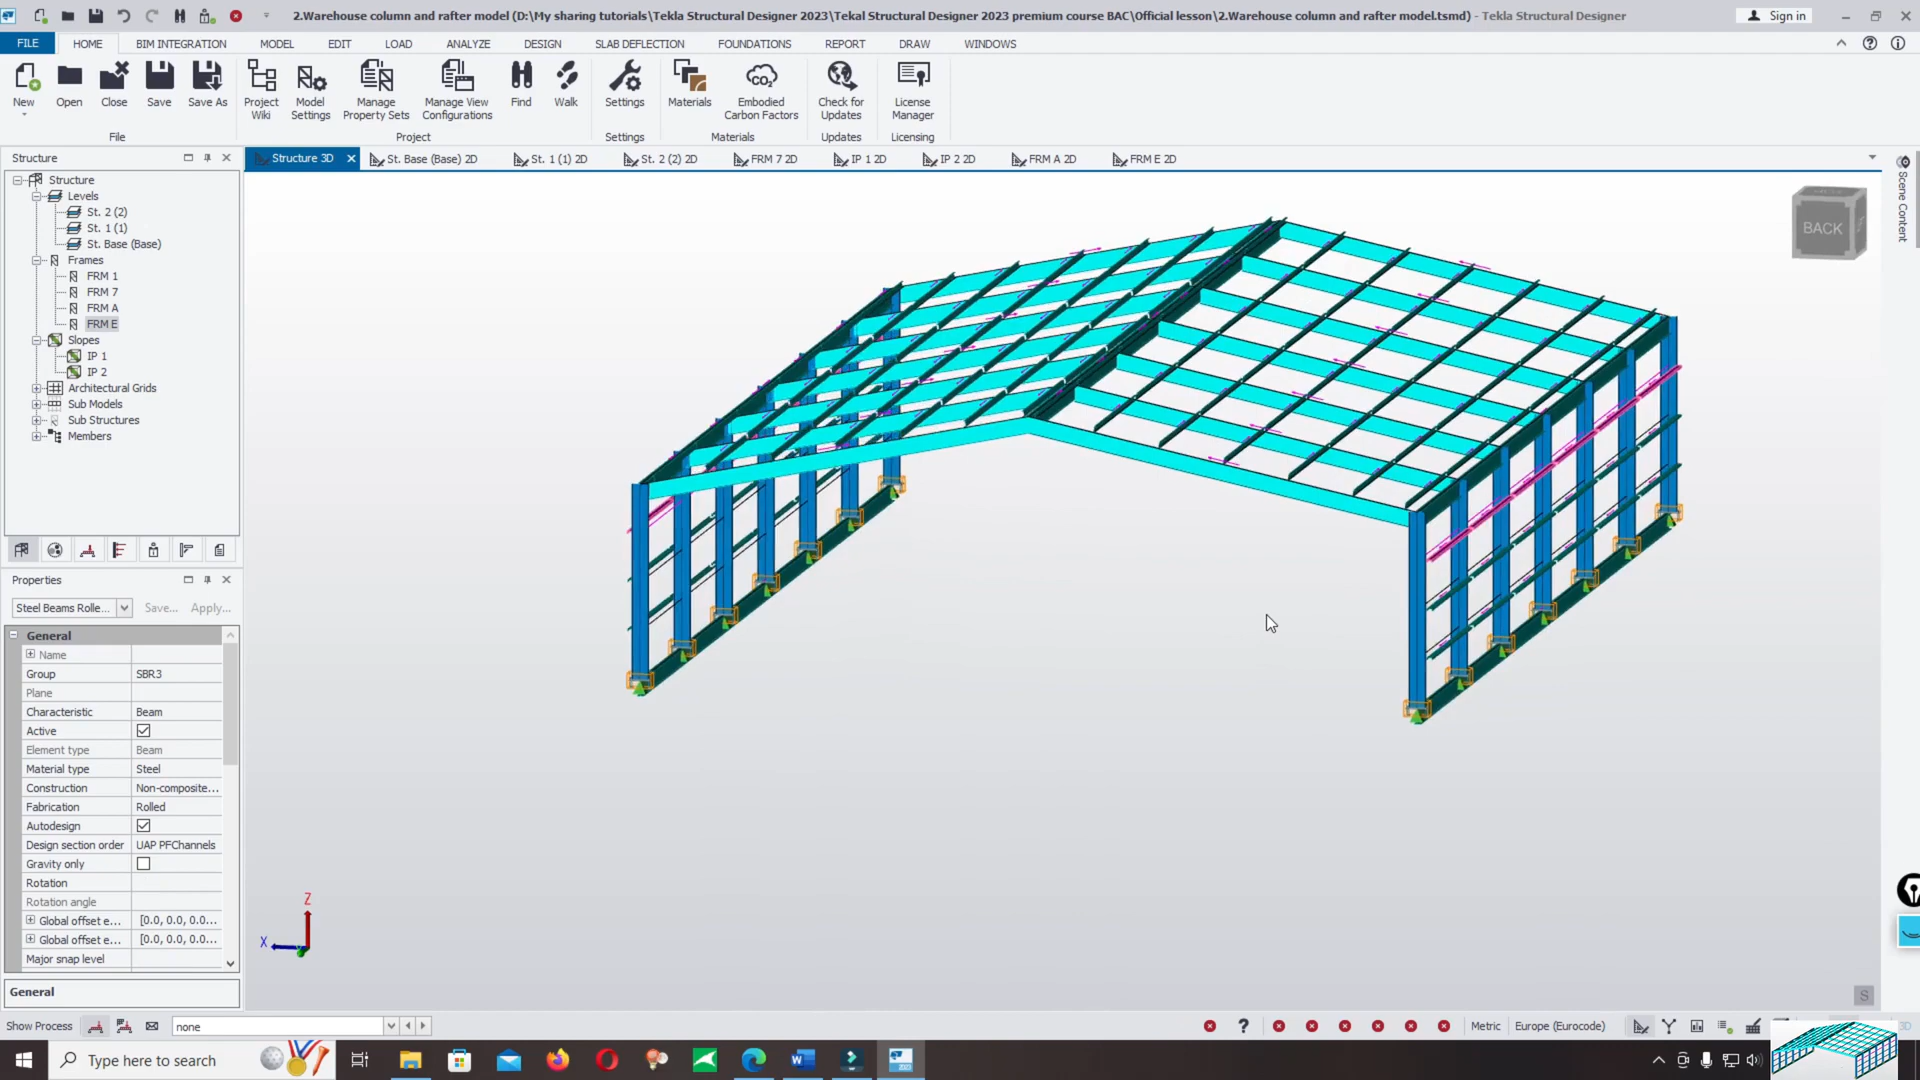 2.Warehouse column and rafter model (D:\My sharing tutorials\Tekla Structural Designer 2023\Tekal Structural Designer 2023 premium course BAC\Official lesson\2.Warehouse column and rafter model.tsmd) - Tekla Structural Designer
Sign in
FILE HOME BIM INTEGRATION MODEL EDIT LOAD ANALYZE DESIGN SLAB DEFLECTION FOUNDATIONS REPORT DRAW WINDOWS
New Open Close Save Save As
Project Wiki
Model Settings
Manage Property Sets
Manage View Configurations
Find
Walk
Settings
Materials
CO2
Embodied Carbon Factors
Check for Updates
License Manager
File Project Settings Materials Updates Licensing
Structure
Structure 3D
St. Base (Base) 2D
St. 1 (1) 2D
St. 2 (2) 2D
FRM 7 2D
IP 1 2D
IP 2 2D
FRM A 2D
FRM E 2D
Scene Content
BACK
Structure
Levels
St. 2 (2)
St. 1 (1)
St. Base (Base)
Frames
FRM 1
FRM 7
FRM A
FRM E
Slopes
IP 1
IP 2
Architectural Grids
Sub Models
Sub Structures
Members
Properties
Steel Beams Rolle...
Save... Apply...
General
Name
Group SBR3
Plane
Characteristic Beam
Active
Element type Beam
Material type Steel
Construction Non-composite...
Fabrication Rolled
Autodesign
Design section order UAP PFChannels
Gravity only
Rotation
Rotation angle
Global offset e... [0.0, 0.0, 0.0...
Global offset e... [0.0, 0.0, 0.0...
Major snap level
General
Z
X
S
Show Process
none
Metric
Europe (Eurocode)
Type here to search